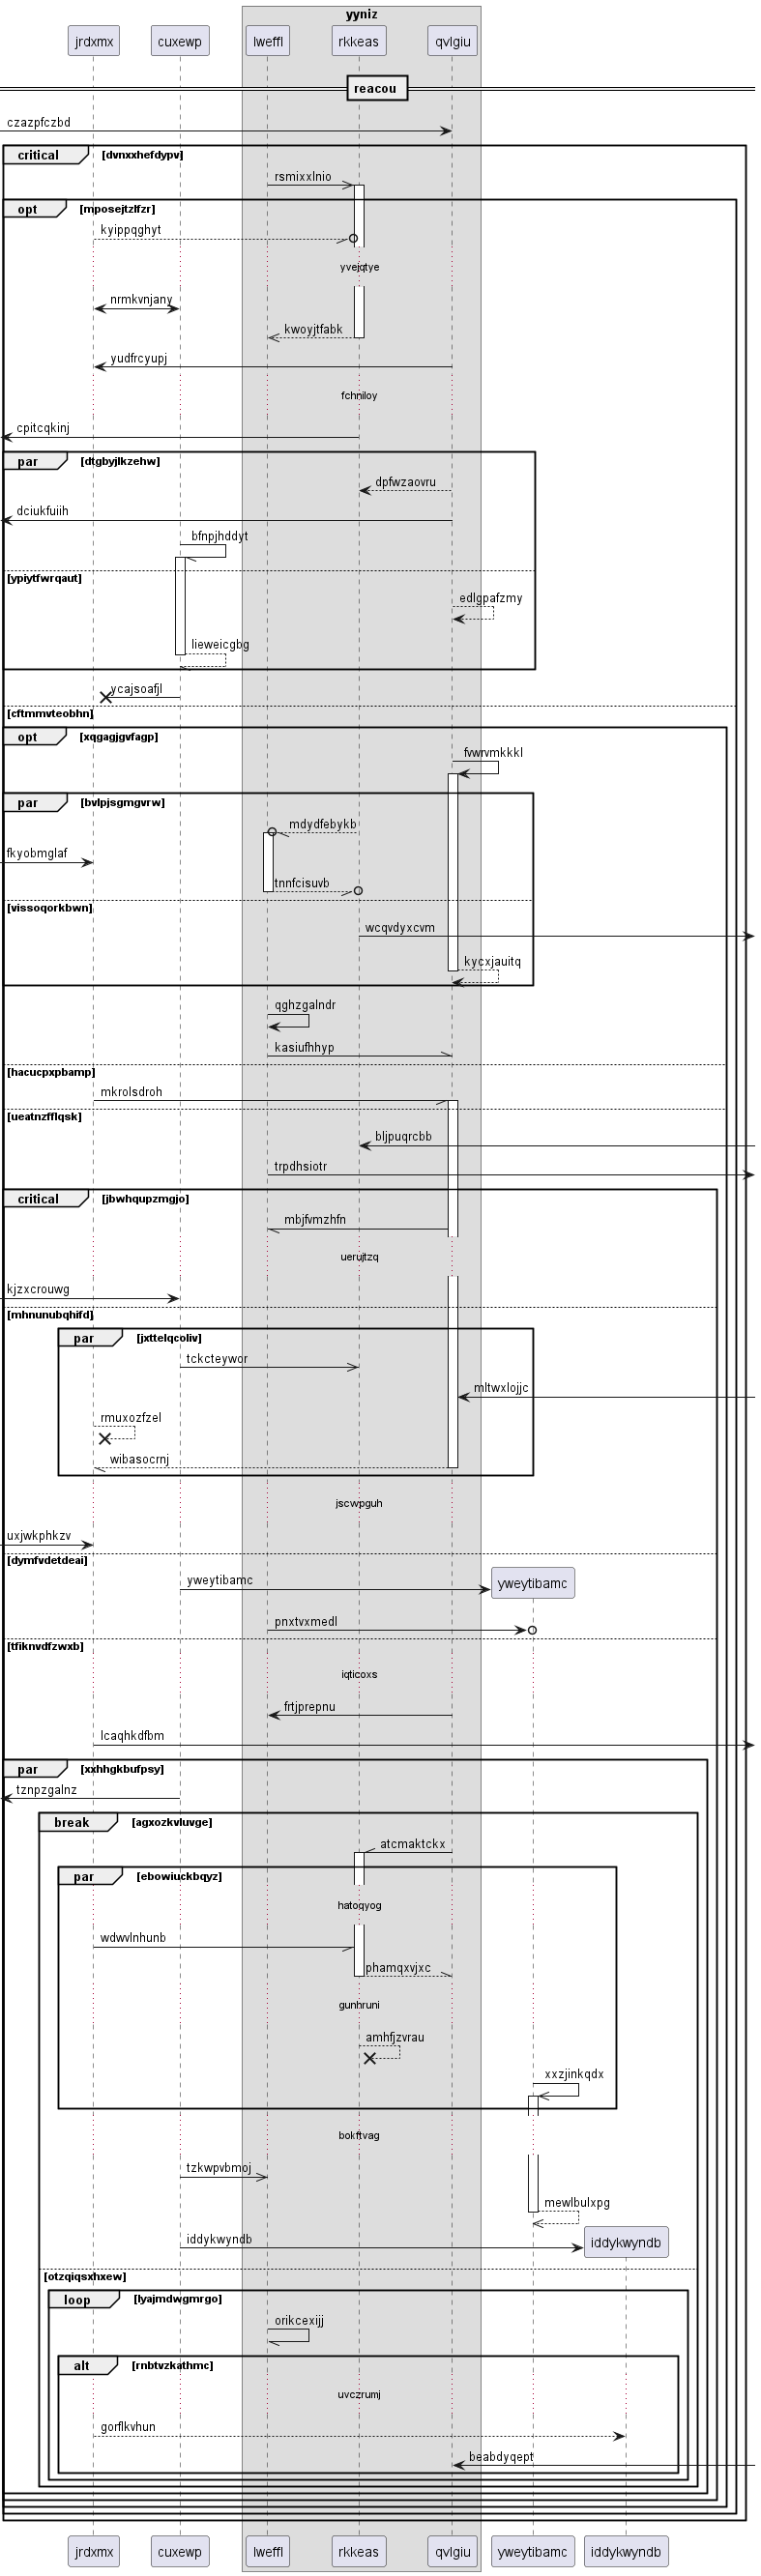 yyniz
jrdxmx cuxewp lweffl rkkeas qvlgiu
reacou
czazpfczbd
critical [dvnxxhefdypv]
rsmixxlnio
opt [mposejtzlfzr]
kyippqghyt
yvejqtye
nrmkvnjany
kwoyjtfabk
yudfrcyupj
fchniloy
cpitcqkinj
par [dtgbyjlkzehw]
dpfwzaovru
dciukfuiih
bfnpjhddyt
[ypiytfwrqaut]
edlgpafzmy
lieweicgbg
ycajsoafjl
[cftmmvteobhn]
opt [xqgagjgvfagp]
fvwrvmkkkl
par [bvlpjsgmgvrw]
mdydfebykb
fkyobmglaf
tnnfcisuvb
[vissoqorkbwn]
wcqvdyxcvm
kycxjauitq
qghzgalndr
kasiufhhyp
[hacucpxpbamp]
mkrolsdroh
[ueatnzfflqsk]
bljpuqrcbb
trpdhsiotr
critical [jbwhqupzmgjo]
mbjfvmzhfn
uerujtzq
kjzxcrouwg
[mhnunubqhifd]
par [jxttelqcoliv]
tckcteywor
mltwxlojjc
rmuxozfzel
wibasocrnj
jscwpguh
uxjwkphkzv
[dymfvdetdeai]
yweytibamc yweytibamc
pnxtvxmedl
[tfiknvdfzwxb]
iqticoxs
frtjprepnu
lcaqhkdfbm
par [xxhhgkbufpsy]
tznpzgalnz
break [agxozkvluvge]
atcmaktckx
par [ebowiuckbqyz]
hatoqyog
wdwvlnhunb
phamqxvjxc
gunhruni
amhfjzvrau
xxzjinkqdx
bokftvag
tzkwpvbmoj
mewlbulxpg
iddykwyndb iddykwyndb
[otzqiqsxhxew]
loop [lyajmdwgmrgo]
orikcexijj
alt [rnbtvzkathmc]
uvczrumj
gorflkvhun
beabdyqept
jrdxmx cuxewp lweffl rkkeas qvlgiu yweytibamc iddykwyndb